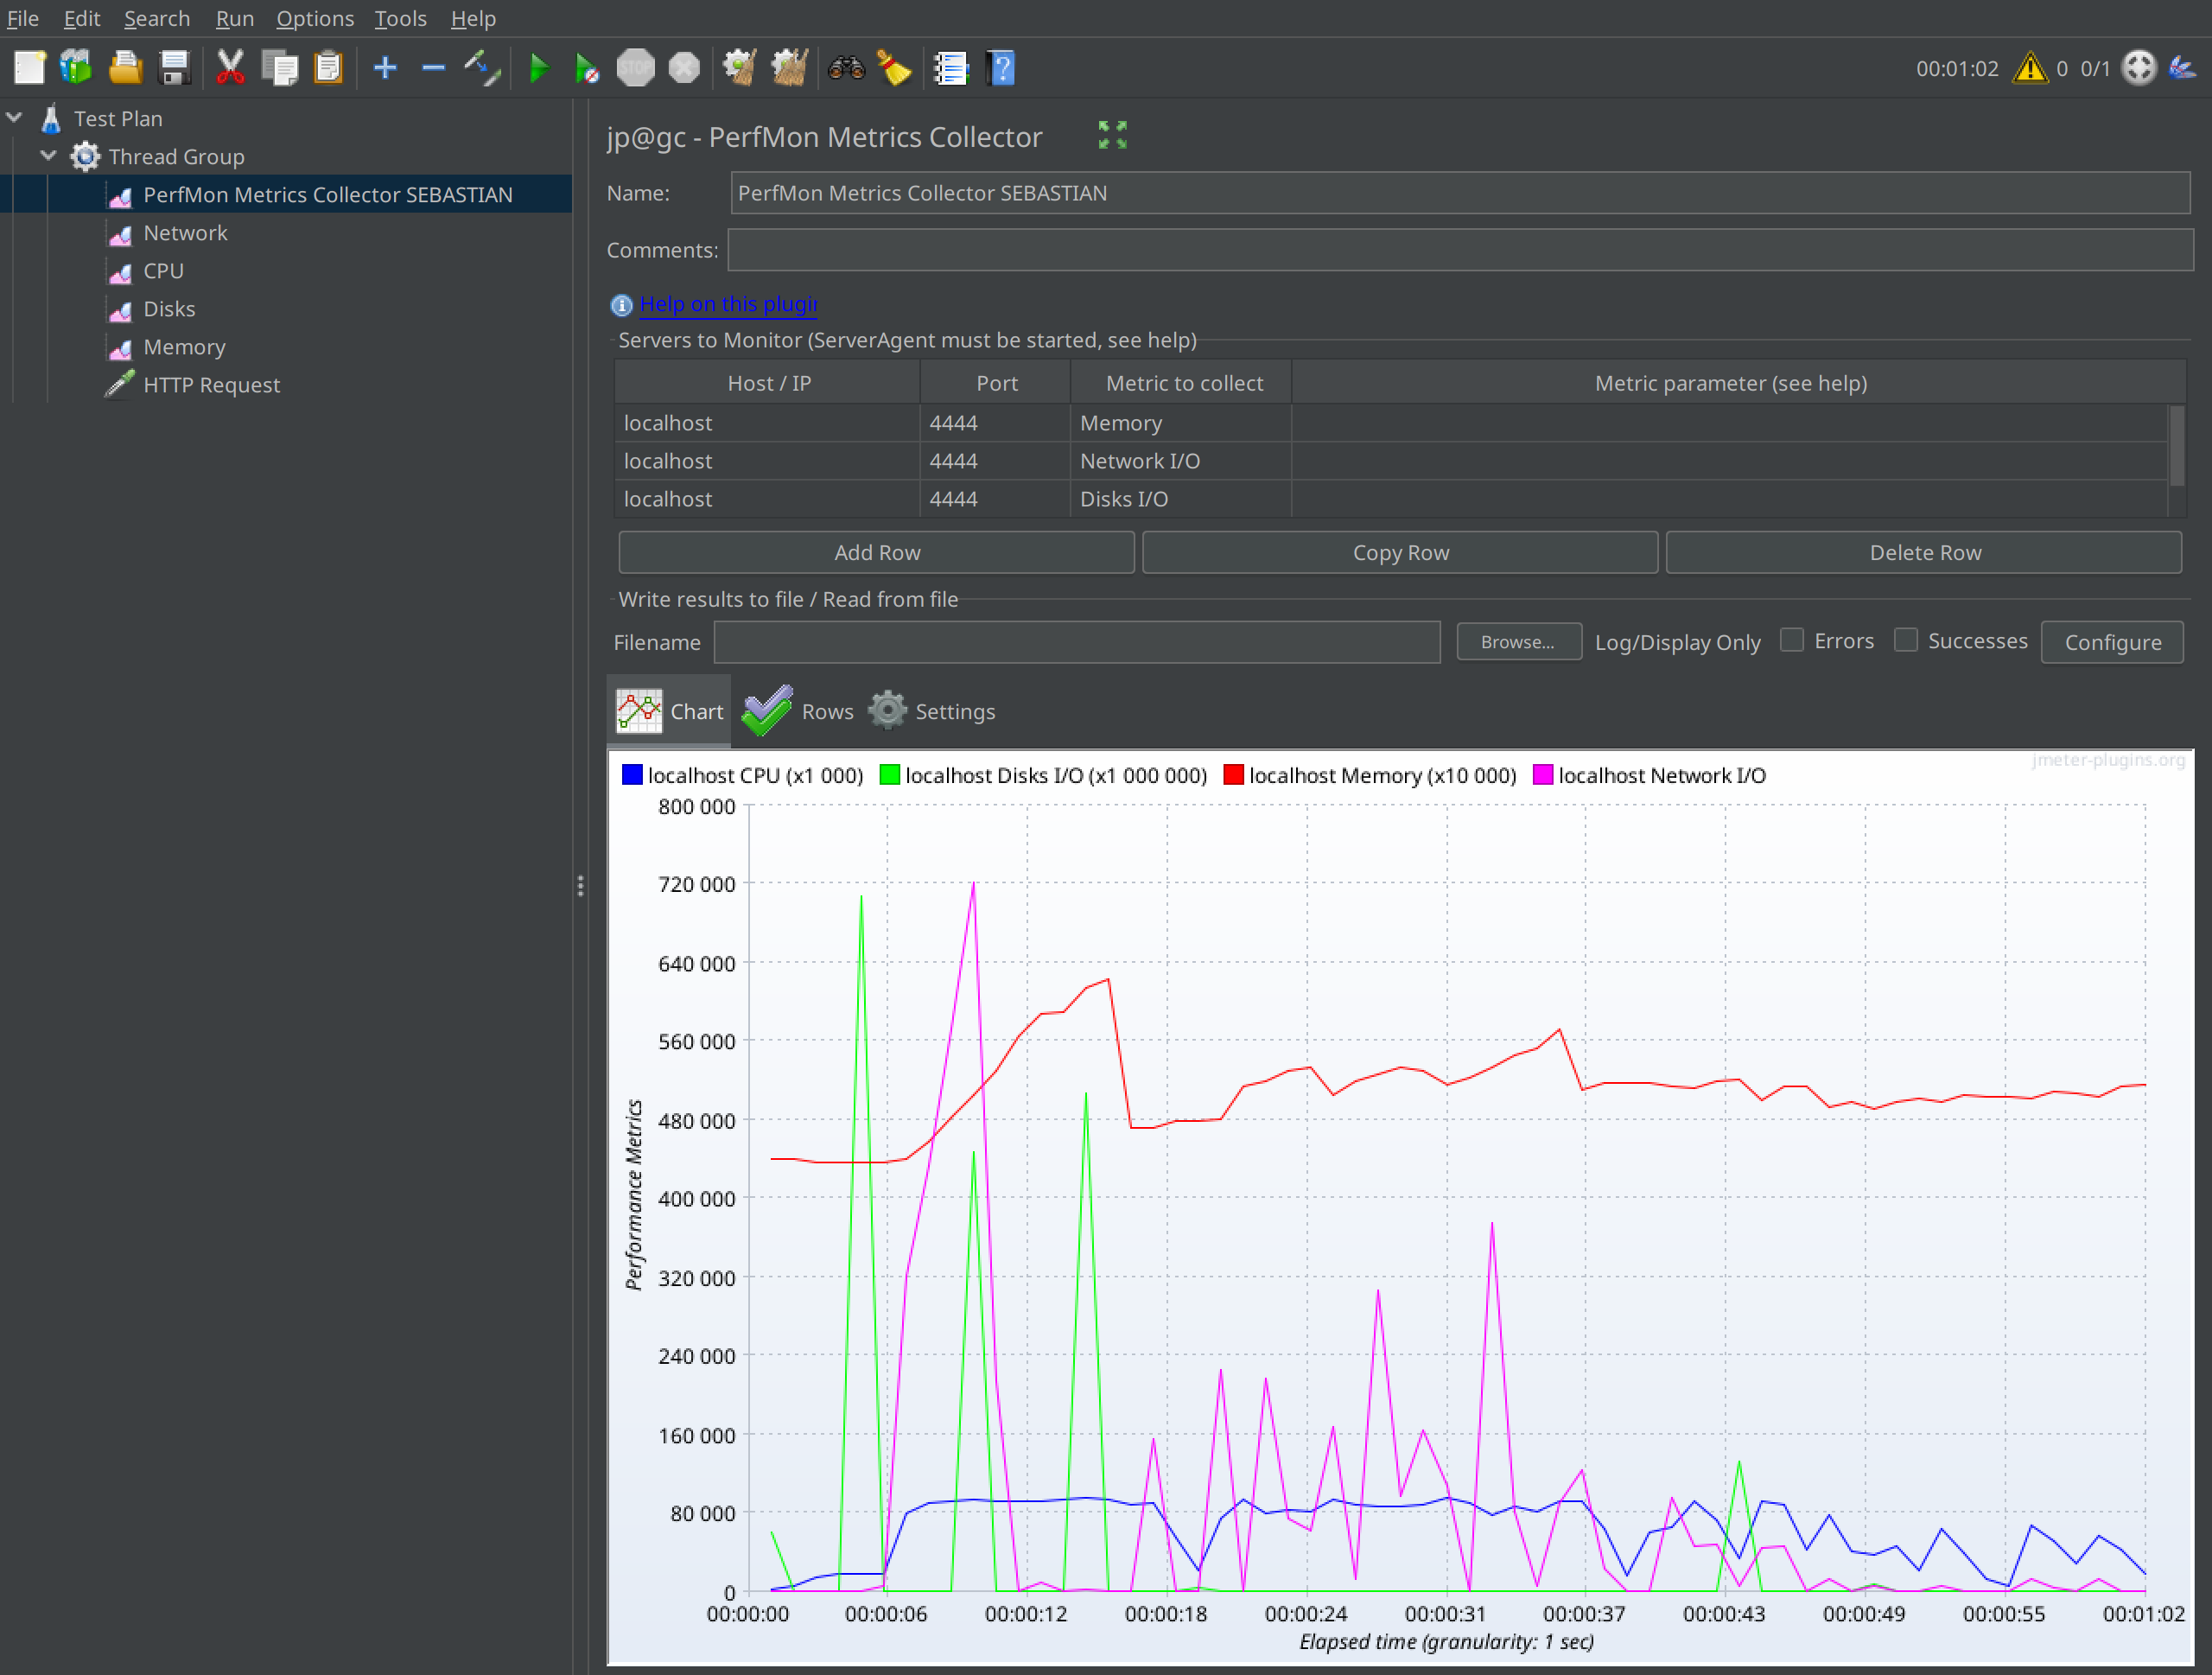 File Edit Search Run Options Tools Help
STOP
00:01:02 0 0/1
Test Plan
Thread Group
PerfMon Metrics Collector SEBASTIAN
Network
CPU
Disks
Memory
HTTP Request
jp@gc - PerfMon Metrics Collector
Name: PerfMon Metrics Collector SEBASTIAN
Comments:
Help on this plugin
Servers to Monitor (ServerAgent must be started, see help)
Host / IP Port Metric to collect Metric parameter (see help)
localhost 4444 Memory
localhost 4444 Network I/O
localhost 4444 Disks I/O
Add Row Copy Row Delete Row
Write results to file / Read from file
Filename Browse... Log/Display Only Errors Successes Configure
Chart Rows Settings
jmeter-plugins.org
localhost CPU (x1 000) localhost Disks I/O (x1 000 000) localhost Memory (x10 000) localhost Network I/O
800 000
720 000
640 000
560 000
480 000
400 000
320 000
240 000
160 000
80 000
0
Performance Metrics
00:00:00 00:00:06 00:00:12 00:00:18 00:00:24 00:00:31 00:00:37 00:00:43 00:00:49 00:00:55 00:01:02
Elapsed time (granularity: 1 sec)